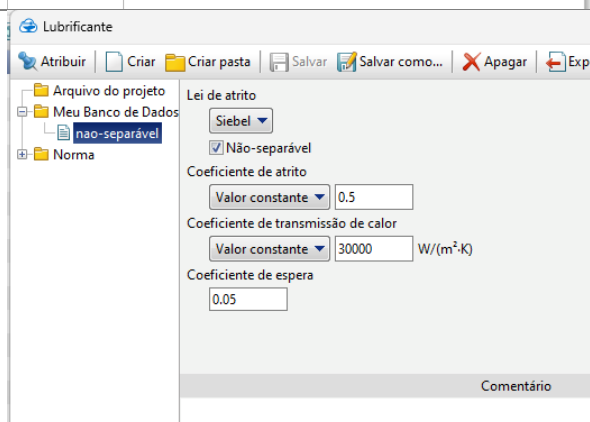 Lubrificante
Atribuir Criar Criar pasta Salvar Salvar como... Apagar Exp
Arquivo do projeto
Meu Banco de Dados
nao-separável
Norma
Lei de atrito
Siebel
Não-separável
Coeficiente de atrito
Valor constante 0.5
Coeficiente de transmissão de calor
Valor constante 30000 W/(m²·K)
Coeficiente de espera
0.05
Comentário